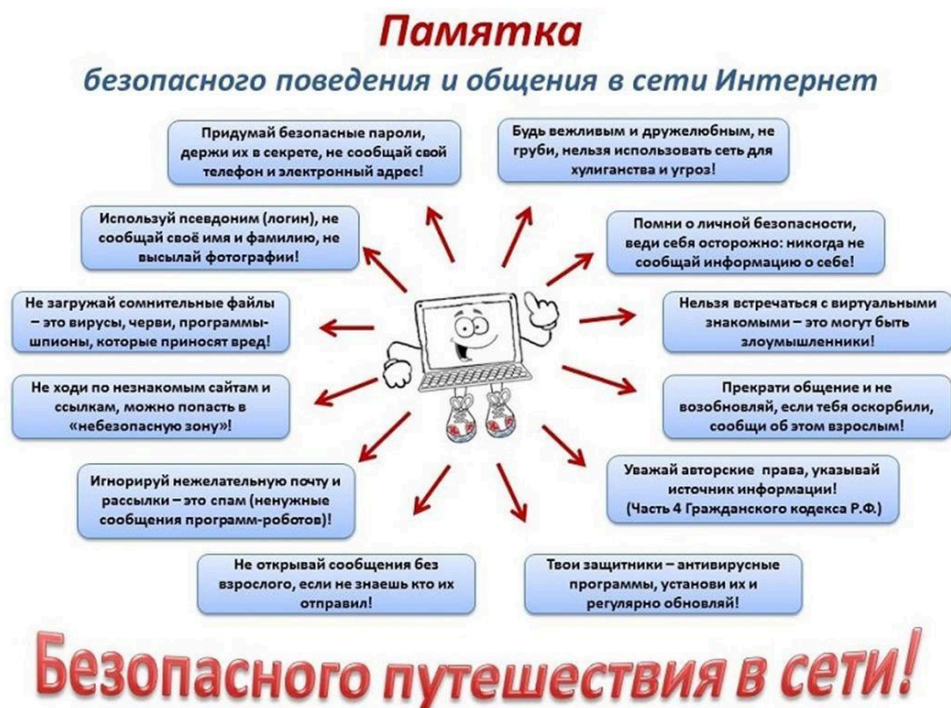 Памятка
безопасного поведения и общения в сети Интернет
Придумай безопасные пароли,
держи их в секрете, не сообщай свой
телефон и электронный адрес!
Будь вежливым и дружелюбным, не
груби, нельзя использовать сеть для
хулиганства и угроз!
Используй псевдоним (логин), не
сообщай своё имя и фамилию, не
высылай фотографии!
Помни о личной безопасности,
веди себя осторожно: никогда не
сообщай информацию о себе!
Не загружай сомнительные файлы
– это вирусы, черви, программы-
шпионы, которые приносят вред!
Нельзя встречаться с виртуальными
знакомыми – это могут быть
злоумышленники!
Не ходи по незнакомым сайтам и
ссылкам, можно попасть в
«небезопасную зону»!
Прекрати общение и не
возобновляй, если тебя оскорбили,
сообщи об этом взрослым!
Игнорируй нежелательную почту и
рассылки – это спам (ненужные
сообщения программ-роботов)!
Уважай авторские права, указывай
источник информации!
(Часть 4 Гражданского кодекса Р.Ф.)
Не открывай сообщения без
взрослого, если не знаешь кто их
отправил!
Твои защитники – антивирусные
программы, установи их и
регулярно обновляй!
Безопасного путешествия в сети!